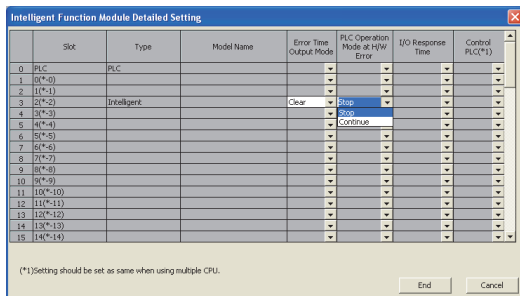 Intelligent Function Module Detailed Setting
Slot Type Model Name Error Time Output Mode PLC Operation Mode at H/W Error I/O Response Time Control PLC(*1)
0 PLC PLC
1 0(*-0)
2 1(*-1)
3 2(*-2) Intelligent Clear Stop
4 3(*-3) Stop
5 4(*-4) Continue
6 5(*-5)
7 6(*-6)
8 7(*-7)
9 8(*-8)
10 9(*-9)
11 10(*-10)
12 11(*-11)
13 12(*-12)
14 13(*-13)
15 14(*-14)
(*1)Setting should be set as same when using multiple CPU.
End Cancel